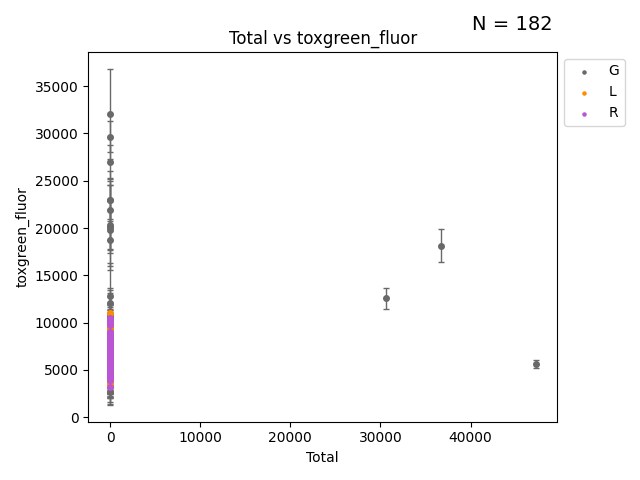 N = 182
Total vs toxgreen_fluor
G
L
R
35000
30000
25000
20000
15000
10000
5000
0
toxgreen_fluor
0 10000 20000 30000 40000
Total